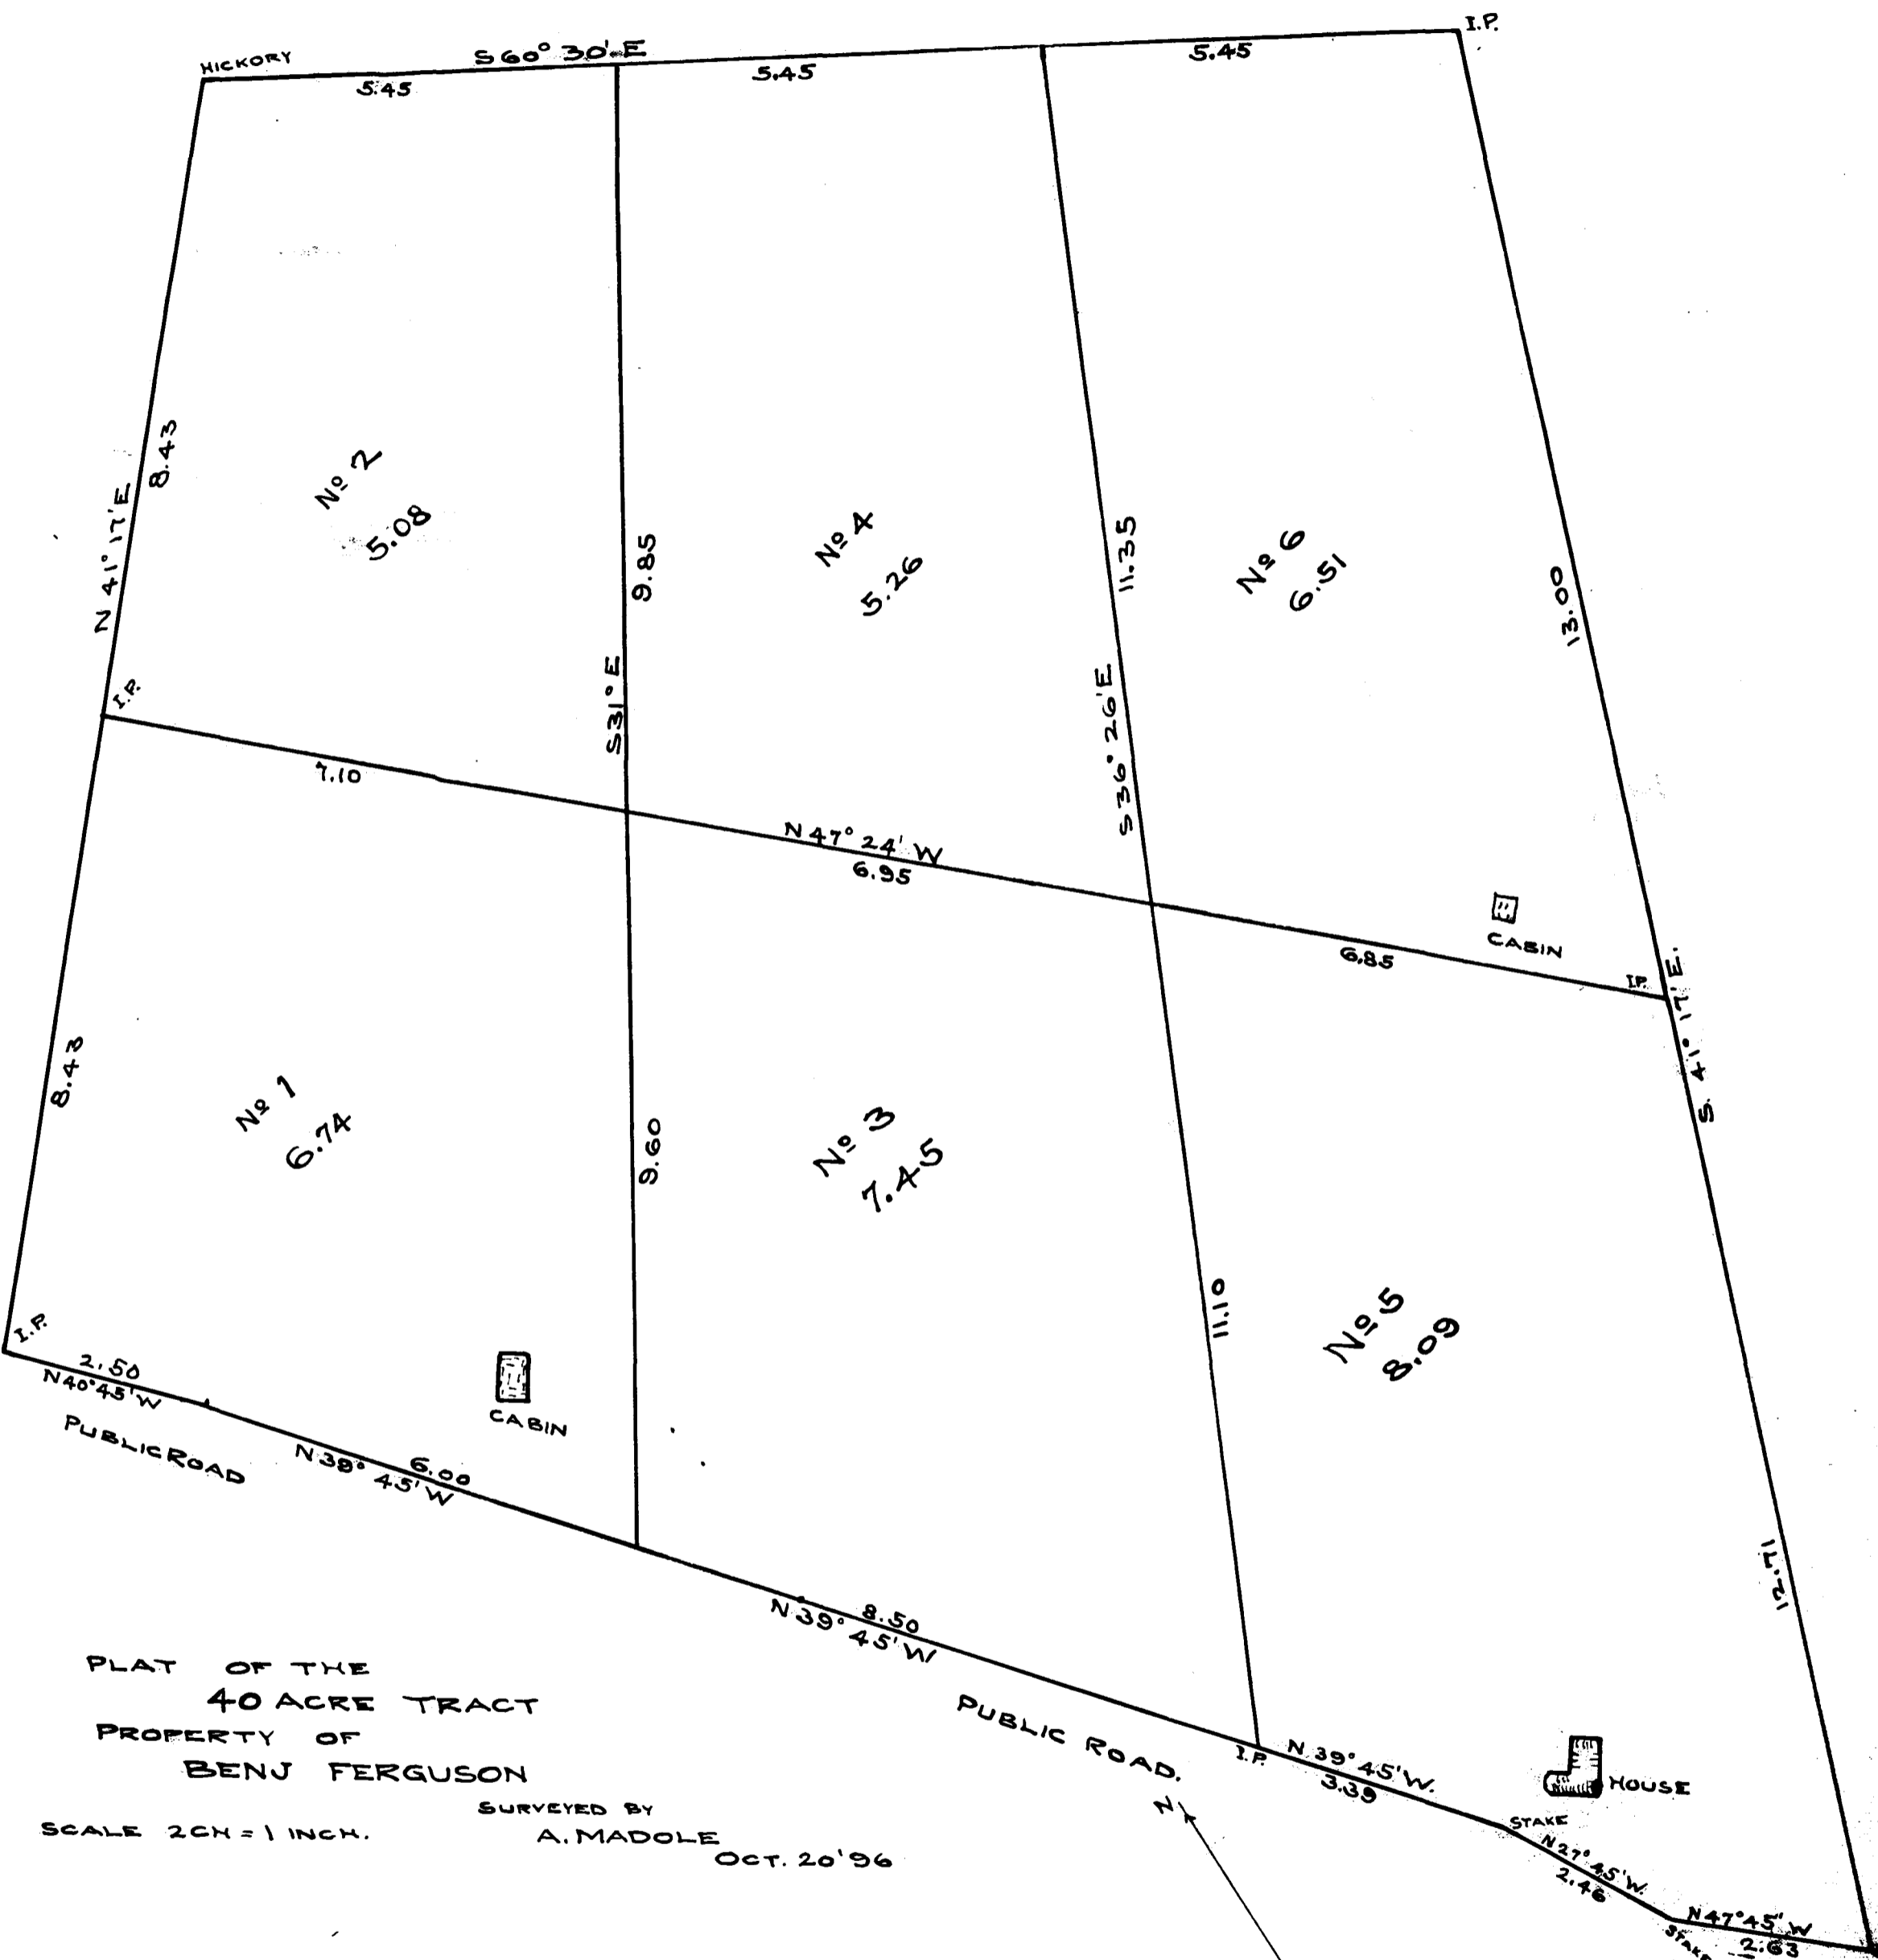 HICKORY
S 60° 30' E
I.P.
5.45
5.45
5.45
N 41° 17' E
8.43
No 2
5.08
9.85
S 31° E
No 4
5.26
11.35
S 36° 26' E
No 6
6.51
13.00
I.P.
7.10
N 47° 24' W
6.95
CABIN
6.85
I.P.
S. 41° 17' E.
8.43
No 1
6.74
9.60
No 3
7.45
11.10
No 5
8.09
12.71
I.P.
2.50
N 40° 45' W
PUBLIC ROAD
CABIN
6.00
N 39° 45' W
8.50
N 39° 45' W
PUBLIC ROAD.
I.P.
N 39° 45' W.
3.39
HOUSE
STAKE
N 27° 45' W.
2.46
N 47° 45' W
2.63
STAKE
N
PLAT OF THE
40 ACRE TRACT
PROPERTY OF
BENJ FERGUSON
SURVEYED BY
SCALE 2CH = 1 INCH.
A. MADOLE
OCT. 20'96